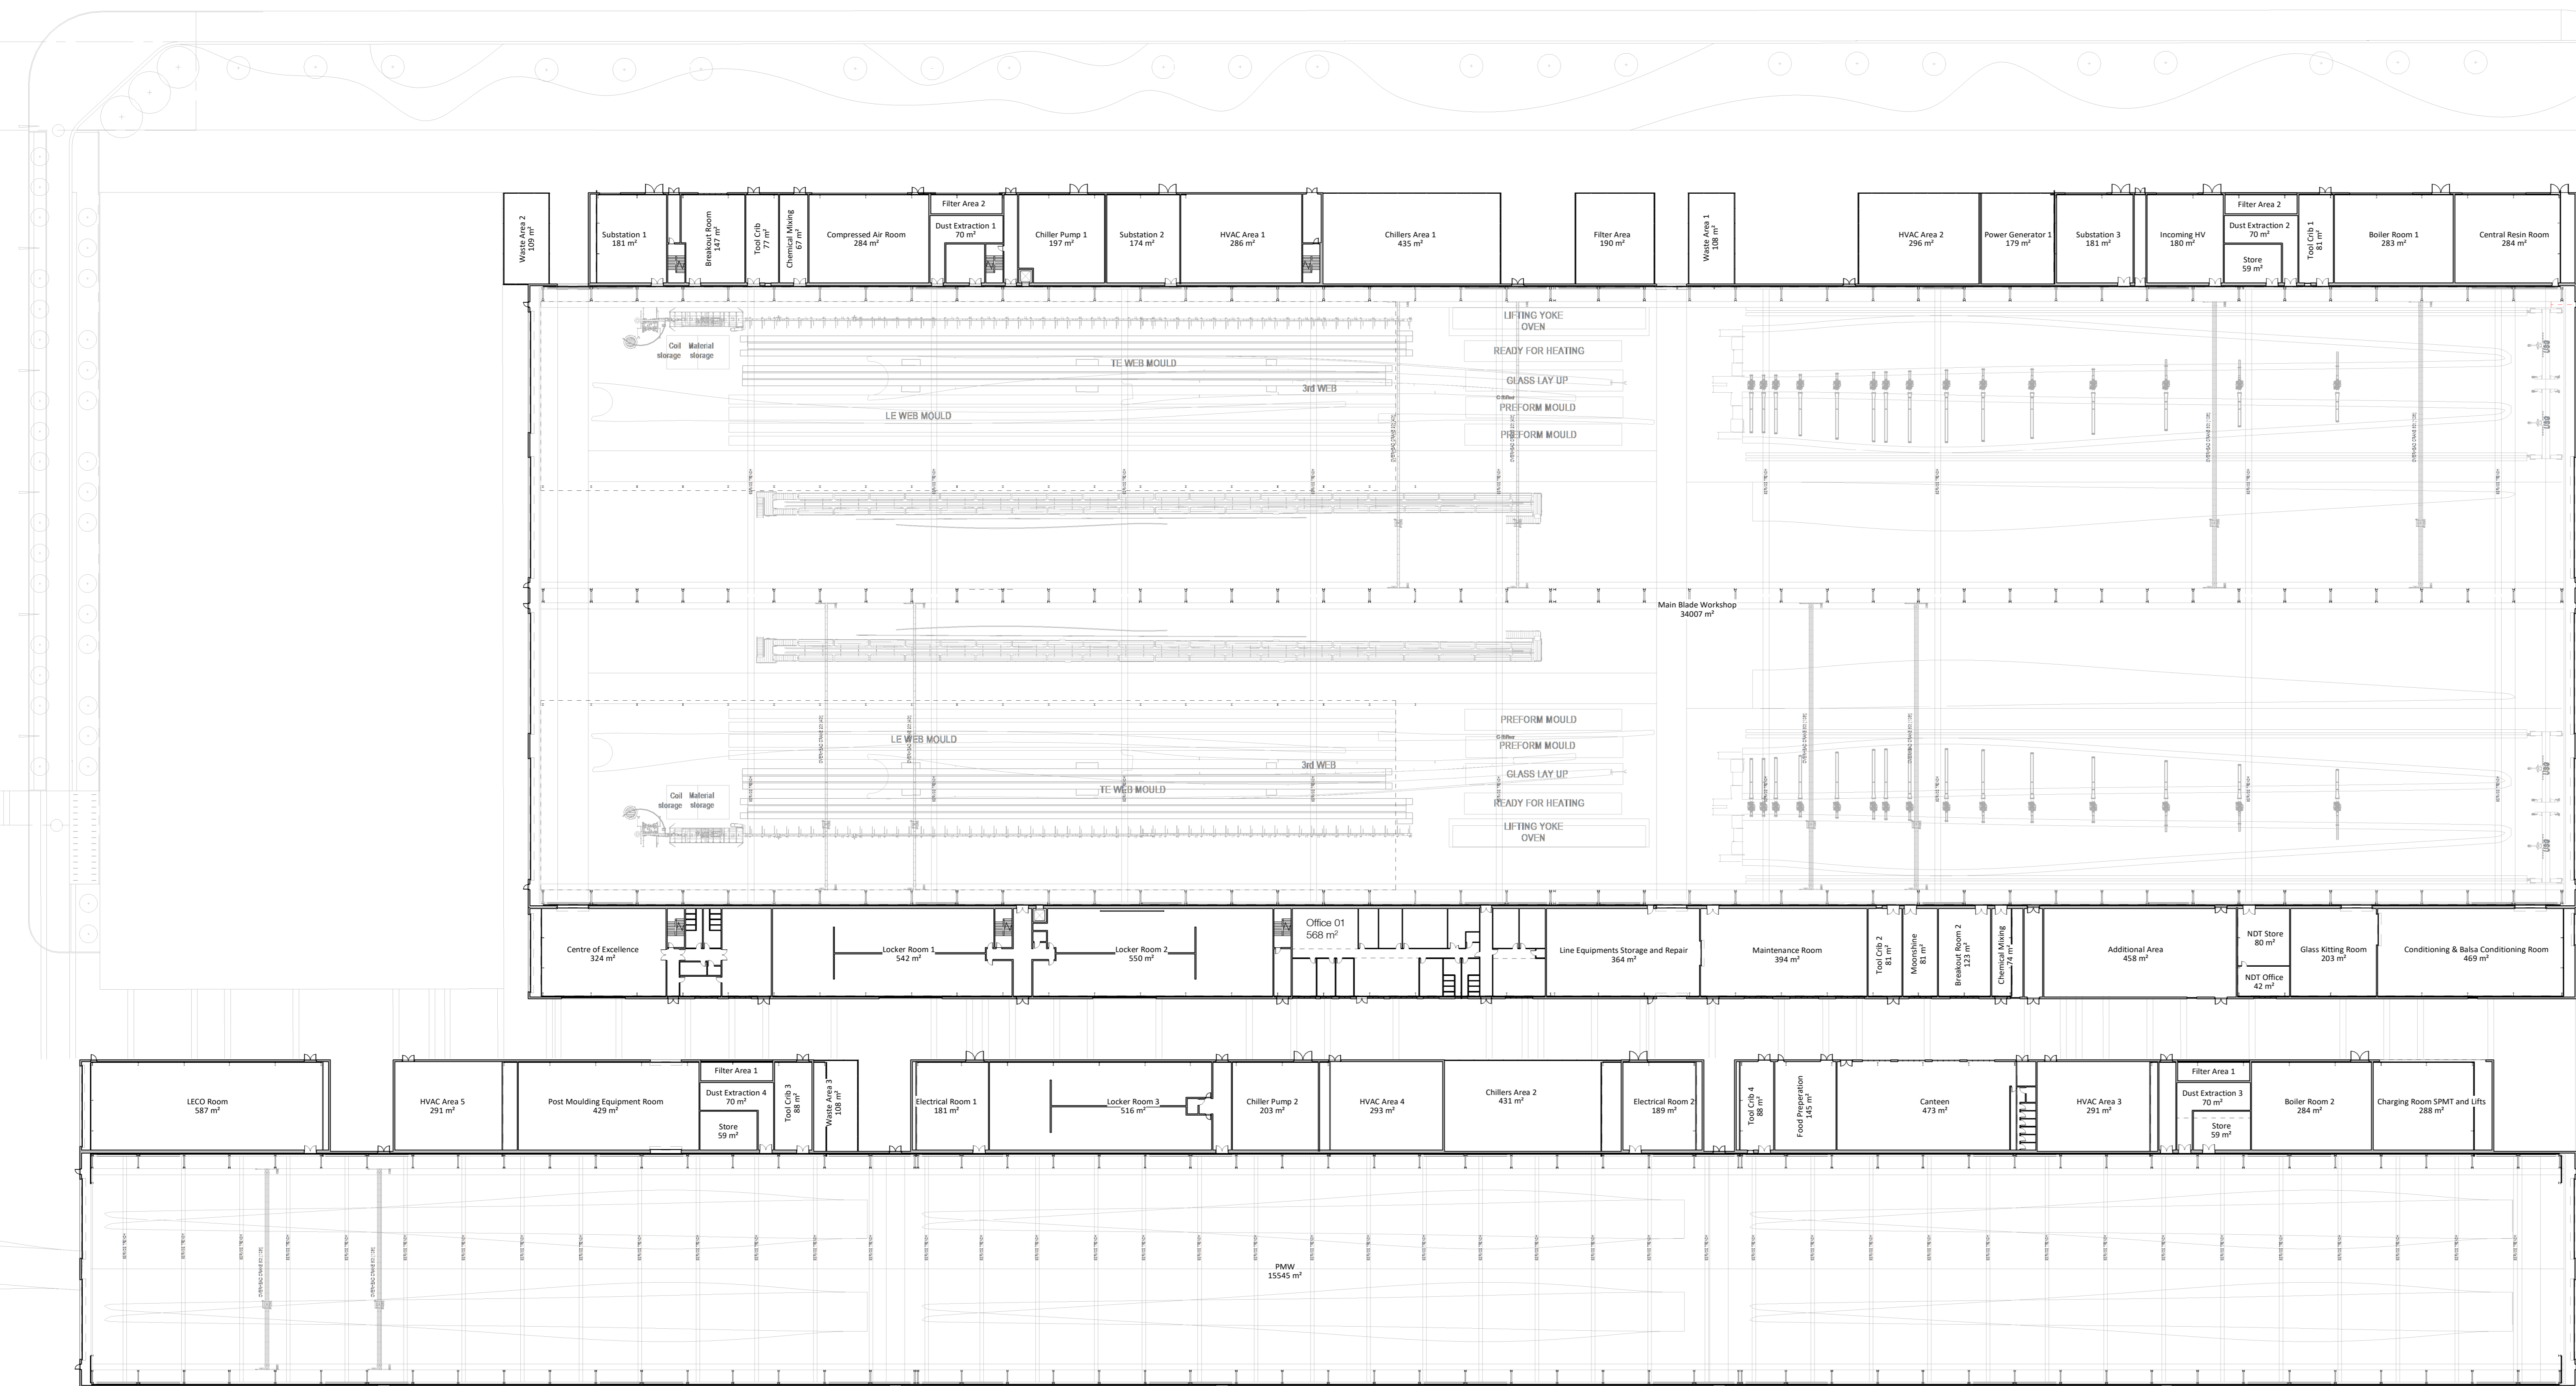 Waste Area 2
109 m²
Substation 1
181 m²
Breakout Room
147 m²
Tool Crib
77 m²
Chemical Mixing
67 m²
Compressed Air Room
284 m²
Filter Area 2
Dust Extraction 1
70 m²
Chiller Pump 1
197 m²
Substation 2
174 m²
HVAC Area 1
286 m²
Chillers Area 1
435 m²
Filter Area
190 m²
Waste Area 1
108 m²
HVAC Area 2
296 m²
Power Generator 1
179 m²
Substation 3
181 m²
Incoming HV
180 m²
Filter Area 2
Dust Extraction 2
70 m²
Store
59 m²
Tool Crib 1
81 m²
Boiler Room 1
283 m²
Central Resin Room
284 m²
Coil storage
Material storage
TE WEB MOULD
3rd WEB
LE WEB MOULD
LIFTING YOKE
OVEN
READY FOR HEATING
GLASS LAY UP
PREFORM MOULD
PREFORM MOULD
Main Blade Workshop
34007 m²
PREFORM MOULD
LE WEB MOULD
PREFORM MOULD
3rd WEB
GLASS LAY UP
TE WEB MOULD
Coil storage
Material storage
READY FOR HEATING
LIFTING YOKE
OVEN
Centre of Excellence
324 m²
Locker Room 1
542 m²
Locker Room 2
550 m²
Office 01
568 m²
Line Equipments Storage and Repair
364 m²
Maintenance Room
394 m²
Tool Crib 2
81 m²
Moonshine
81 m²
Breakout Room 2
123 m²
Chemical Mixing
74 m²
Additional Area
458 m²
NDT Store
80 m²
NDT Office
42 m²
Glass Kitting Room
203 m²
Conditioning & Balsa Conditioning Room
469 m²
LECO Room
587 m²
HVAC Area 5
291 m²
Post Moulding Equipment Room
429 m²
Filter Area 1
Dust Extraction 4
70 m²
Store
59 m²
Tool Crib 3
88 m²
Waste Area 3
108 m²
Electrical Room 1
181 m²
Locker Room 3
516 m²
Chiller Pump 2
203 m²
HVAC Area 4
293 m²
Chillers Area 2
431 m²
Electrical Room 2
189 m²
Tool Crib 4
88 m²
Food Preperation
145 m²
Canteen
473 m²
HVAC Area 3
291 m²
Filter Area 1
Dust Extraction 3
70 m²
Store
59 m²
Boiler Room 2
284 m²
Charging Room SPMT and Lifts
288 m²
PMW
15545 m²